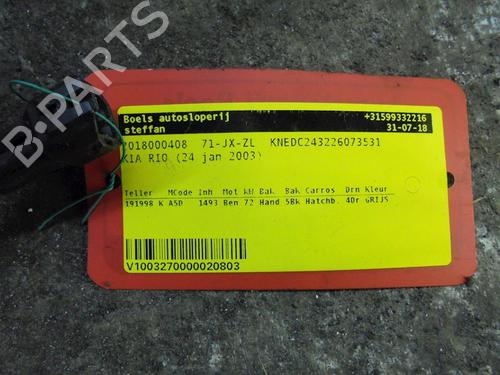 B-PARTS
Boels autosloperij +31599332216
steffan 31-07-18
2018000408 71-JX-ZL KNEDC243226073531
KIA RIO (24 jan 2003)
Teller MCode Inh Mot kW Bak Bak Carros Drn Kleur
191998 K A5D 1493 Ben 72 Hand 5Bk Hatchb. 4Dr GRIJS
V1003270000020803